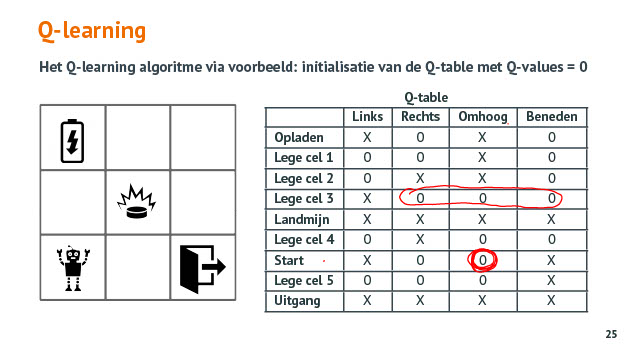 Q-learning
Het Q-learning algoritme via voorbeeld: initialisatie van de Q-table met Q-values = 0
Q-table
Links Rechts Omhoog Beneden
Opladen X 0 X 0
Lege cel 1 0 0 X 0
Lege cel 2 0 X X 0
Lege cel 3 X 0 0 0
Landmijn X X X X
Lege cel 4 0 X 0 0
Start X 0 0 X
Lege cel 5 0 0 0 X
Uitgang X X X X
25